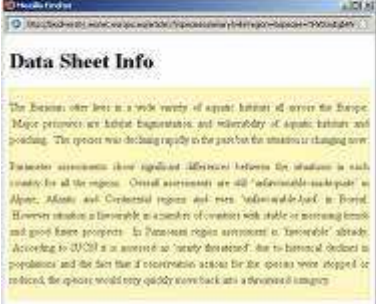 Mozilla Firefox
Data Sheet Info
The Eurasian otter lives in a wide variety of aquatic habitats all across the Europe.
Major pressures are habitat fragmentation and vulnerability of aquatic habitats and
poaching. The species was declining rapidly in the past but the situation is changing now.
Parameter assessments show significant differences between the situations in each
country for all the regions. Overall assessments are still 'unfavourable-inadequate' in
Alpine, Atlantic and Continental regions and even 'unfavourable-bad' in Boreal.
However situation is favourable in a number of countries with stable or increasing trends
and good future prospects. In Pannonian region assessment is 'favourable' already.
According to IUCN it is assessed as 'nearly threatened' due to historical declines in
populations and the fact that if conservation actions for the species were stopped or
reduced, the species would very quickly move back into a threatened category.